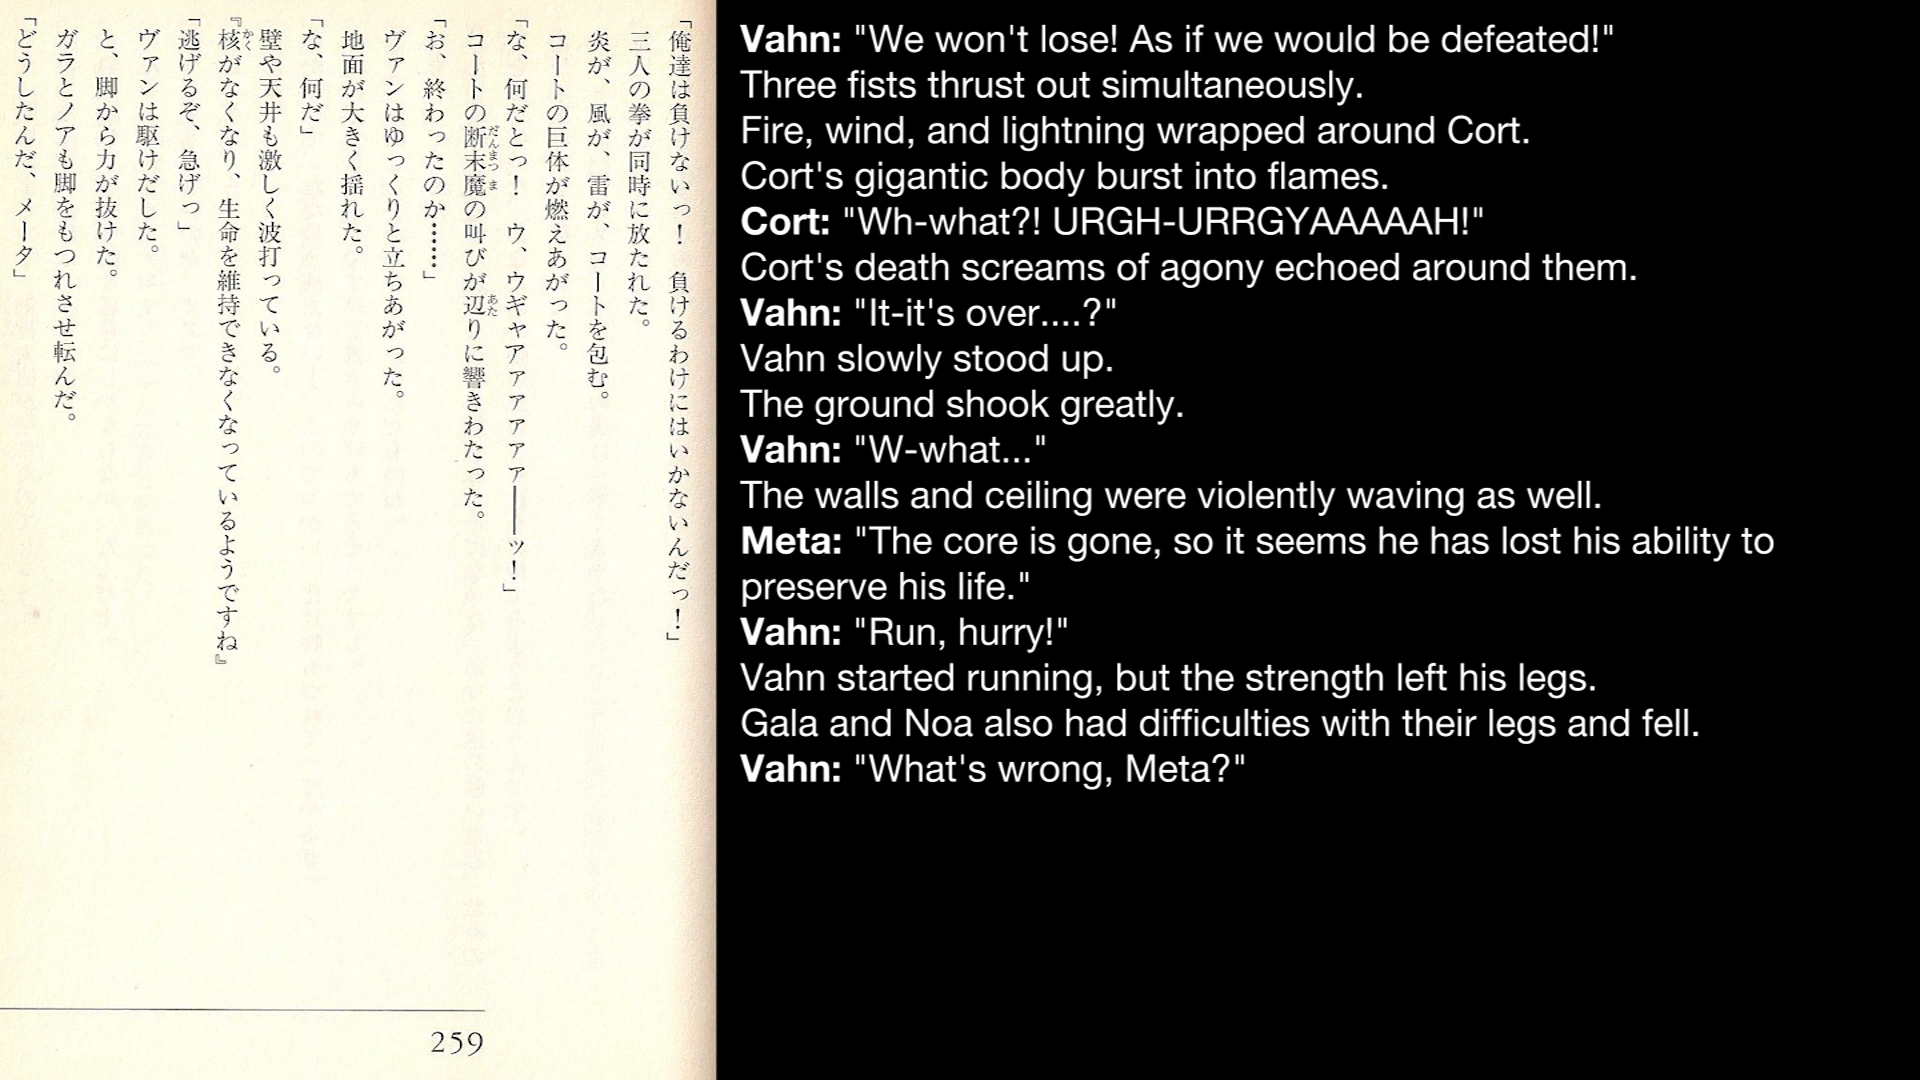 「俺達は負けないっ！　負けるわけにはいかないんだっ！」
三人の拳が同時に放たれた。
炎が、風が、雷が、コートを包む。
コートの巨体が燃えあがった。
「な、何だとっ！　ウ、ウギャアァァァァァ――ッ！」
コートの断末魔の叫びが辺りに響きわたった。
「お、終わったのか……」
ヴァンはゆっくりと立ちあがった。
地面が大きく揺れた。
「な、何だ」
壁や天井も激しく波打っている。
『核がなくなり、生命を維持できなくなっているようですね』
「逃げるぞ、急げっ」
ヴァンは駆けだした。
と、脚から力が抜けた。
ガラとノアも脚をもつれさせ転んだ。
「どうしたんだ、メータ」
259
Vahn: "We won't lose! As if we would be defeated!"
Three fists thrust out simultaneously.
Fire, wind, and lightning wrapped around Cort.
Cort's gigantic body burst into flames.
Cort: "Wh-what?! URGH-URRGYAAAAAH!"
Cort's death screams of agony echoed around them.
Vahn: "It-it's over....?"
Vahn slowly stood up.
The ground shook greatly.
Vahn: "W-what..."
The walls and ceiling were violently waving as well.
Meta: "The core is gone, so it seems he has lost his ability to
preserve his life."
Vahn: "Run, hurry!"
Vahn started running, but the strength left his legs.
Gala and Noa also had difficulties with their legs and fell.
Vahn: "What's wrong, Meta?"